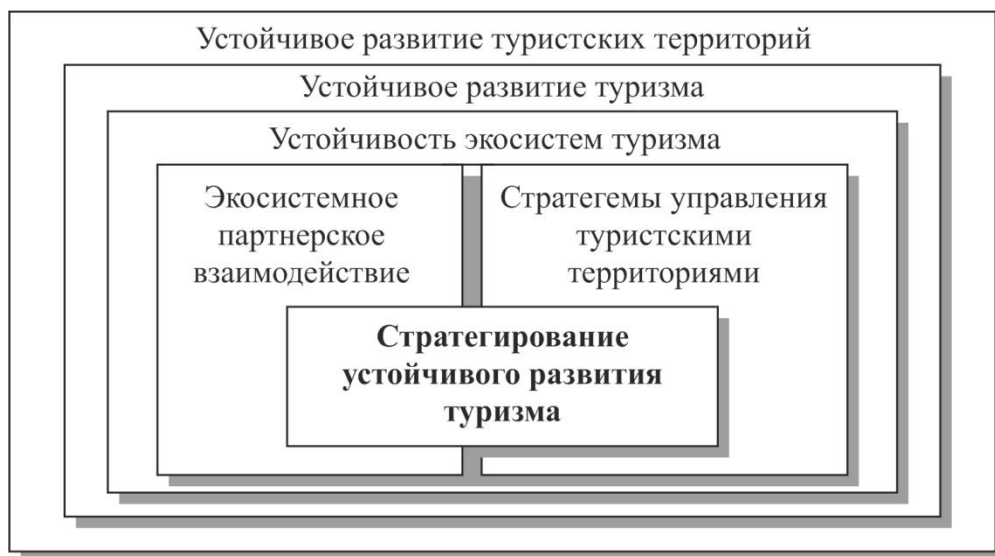 Устойчивое развитие туристских территорий
Устойчивое развитие туризма
Устойчивость экосистем туризма
Экосистемное
партнерское
взаимодействие
Стратегемы управления
туристскими
территориями
Стратегирование
устойчивого развития
туризма